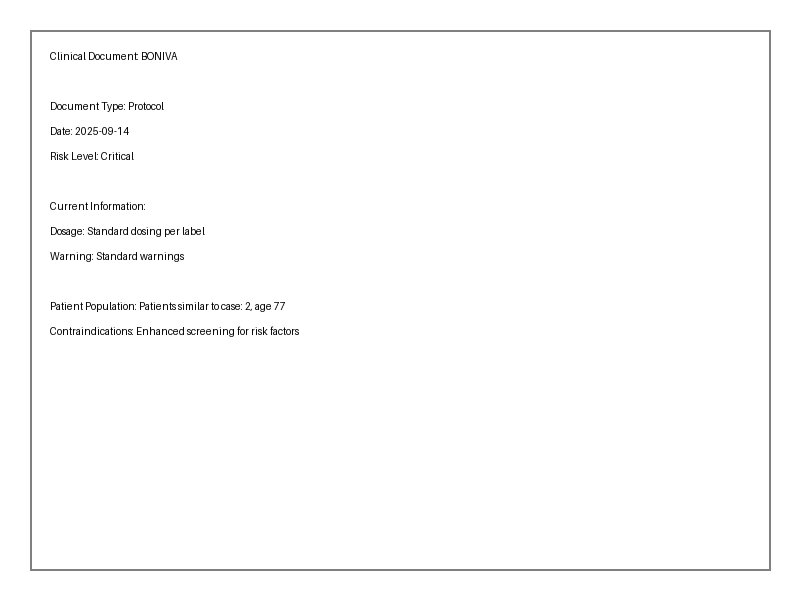 Clinical Document: BONIVA
Document Type: Protocol
Date: 2025-09-14
Risk Level: Critical
Current Information:
Dosage: Standard dosing per label
Warning: Standard warnings
Patient Population: Patients similar to case: 2, age 77
Contraindications: Enhanced screening for risk factors